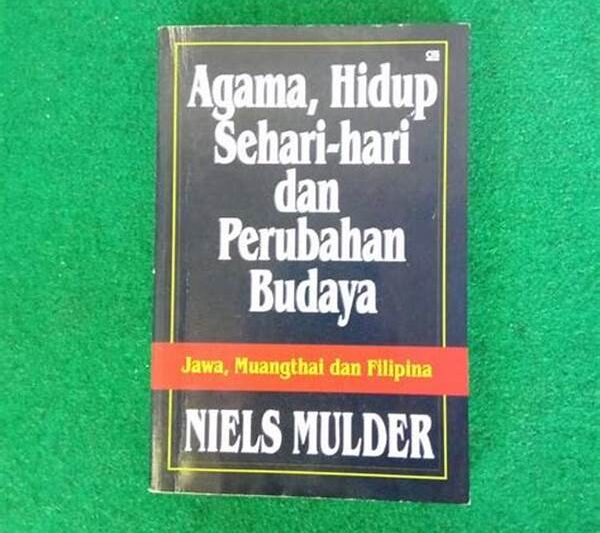 Agama, Hidup
Sehari-hari
dan
Perubahan
Budaya
Jawa, Muangthai dan Filipina
NIELS MULDER